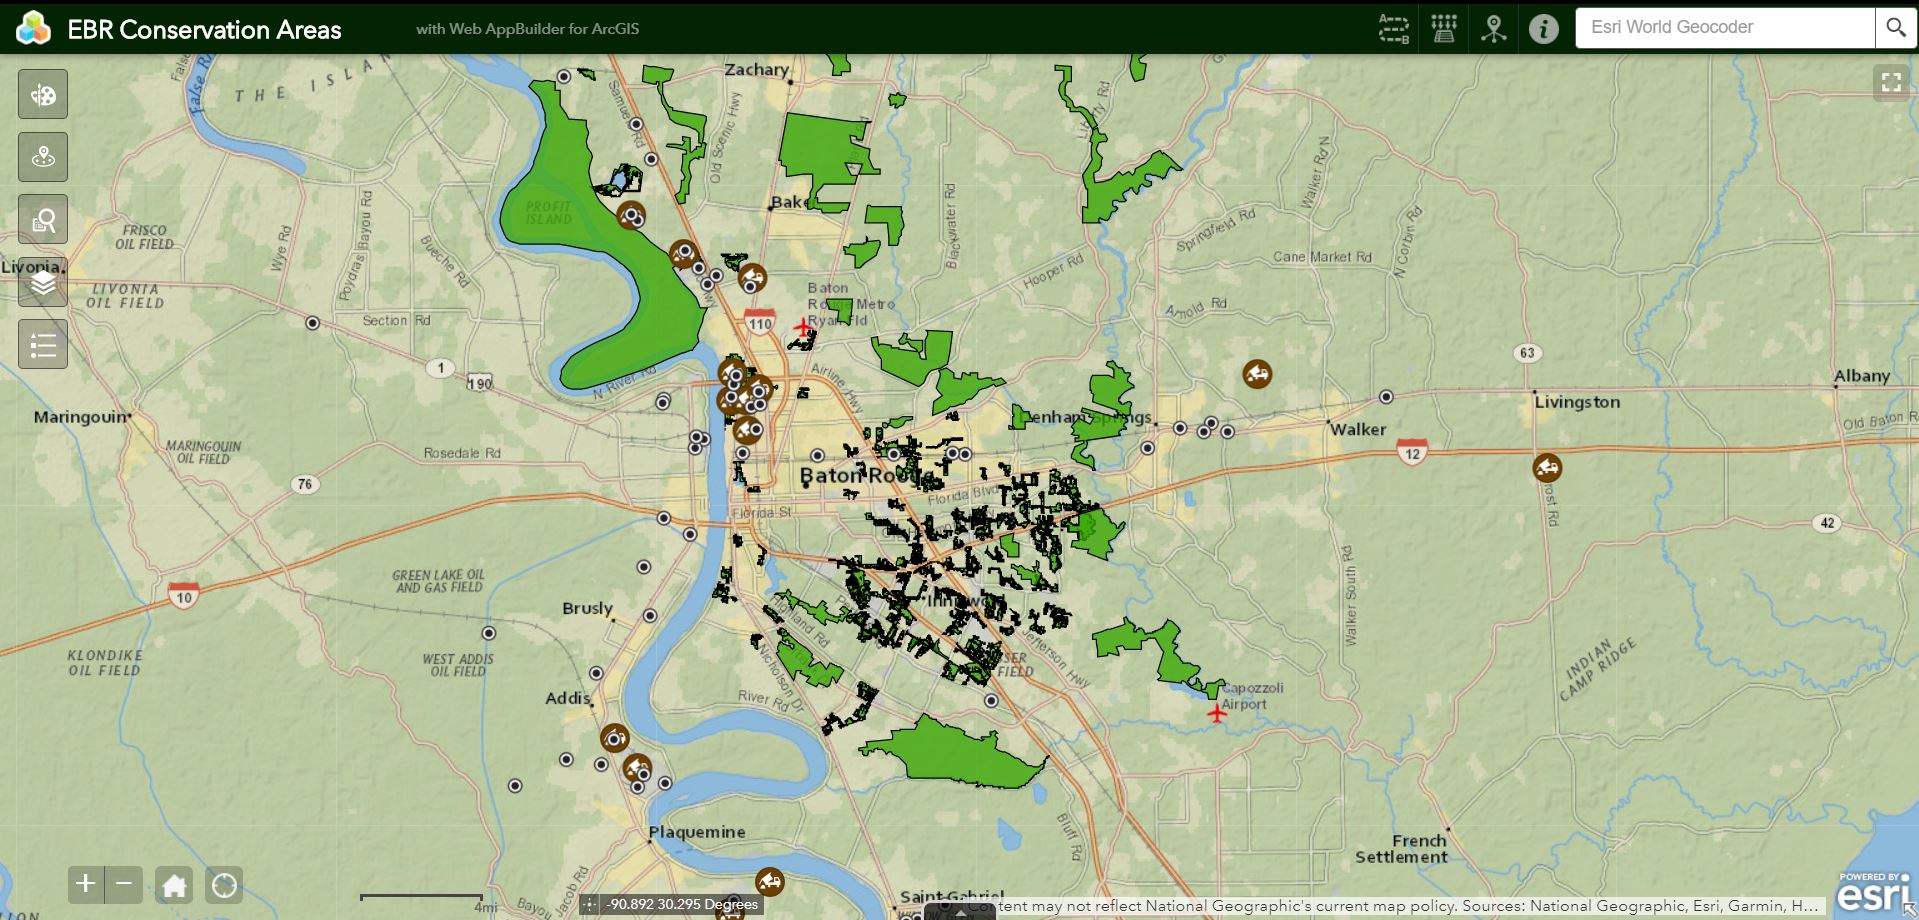 EBR Conservation Areas
with Web AppBuilder for ArcGIS
Esri World Geocoder
THE ISLAN
False R
Zachary
Samuels Rd
Old Scenic Hwy
Liberty Rd
Walker Rd N
PROFIT
ISLAND
Bake
Blackwater Rd
FRISCO
OIL FIELD
Wye Rd
Poydras Bayou Rd
Bueche Rd
Springfield Rd
N Corbin Rd
Cane Market Rd
Hooper Rd
Livonia
LIVONIA
OIL FIELD
Baton
Rouge Metro
Ryan Fld
Arnold Rd
Section Rd
110
63
1
190
N River Rd
Airline Hwy
Albany
Livingston
Maringouin
Denham Springs
Walker
Old Baton R
MARINGOUIN
OIL FIELD
Rosedale Rd
12
76
Baton Rouge
Florida Blvd
Florida St
Frost Rd
42
GREEN LAKE OIL
AND GAS FIELD
10
Brusly
Inniswo
Highland Rd
Jefferson Hwy
Walker South Rd
KLONDIKE
OIL FIELD
WEST ADDIS
OIL FIELD
Nicholson Dr
SER
FIELD
INDIAN
CAMP RIDGE
Addis
River Rd
Capozzoli
Airport
Plaquemine
Bluff Rd
French
Settlement
Jacob Rd
Bayou
Saint Gabriel
LION
4mi
-90.892 30.295 Degrees
Content may not reflect National Geographic's current map policy. Sources: National Geographic, Esri, Garmin, H...
POWERED BY
esri